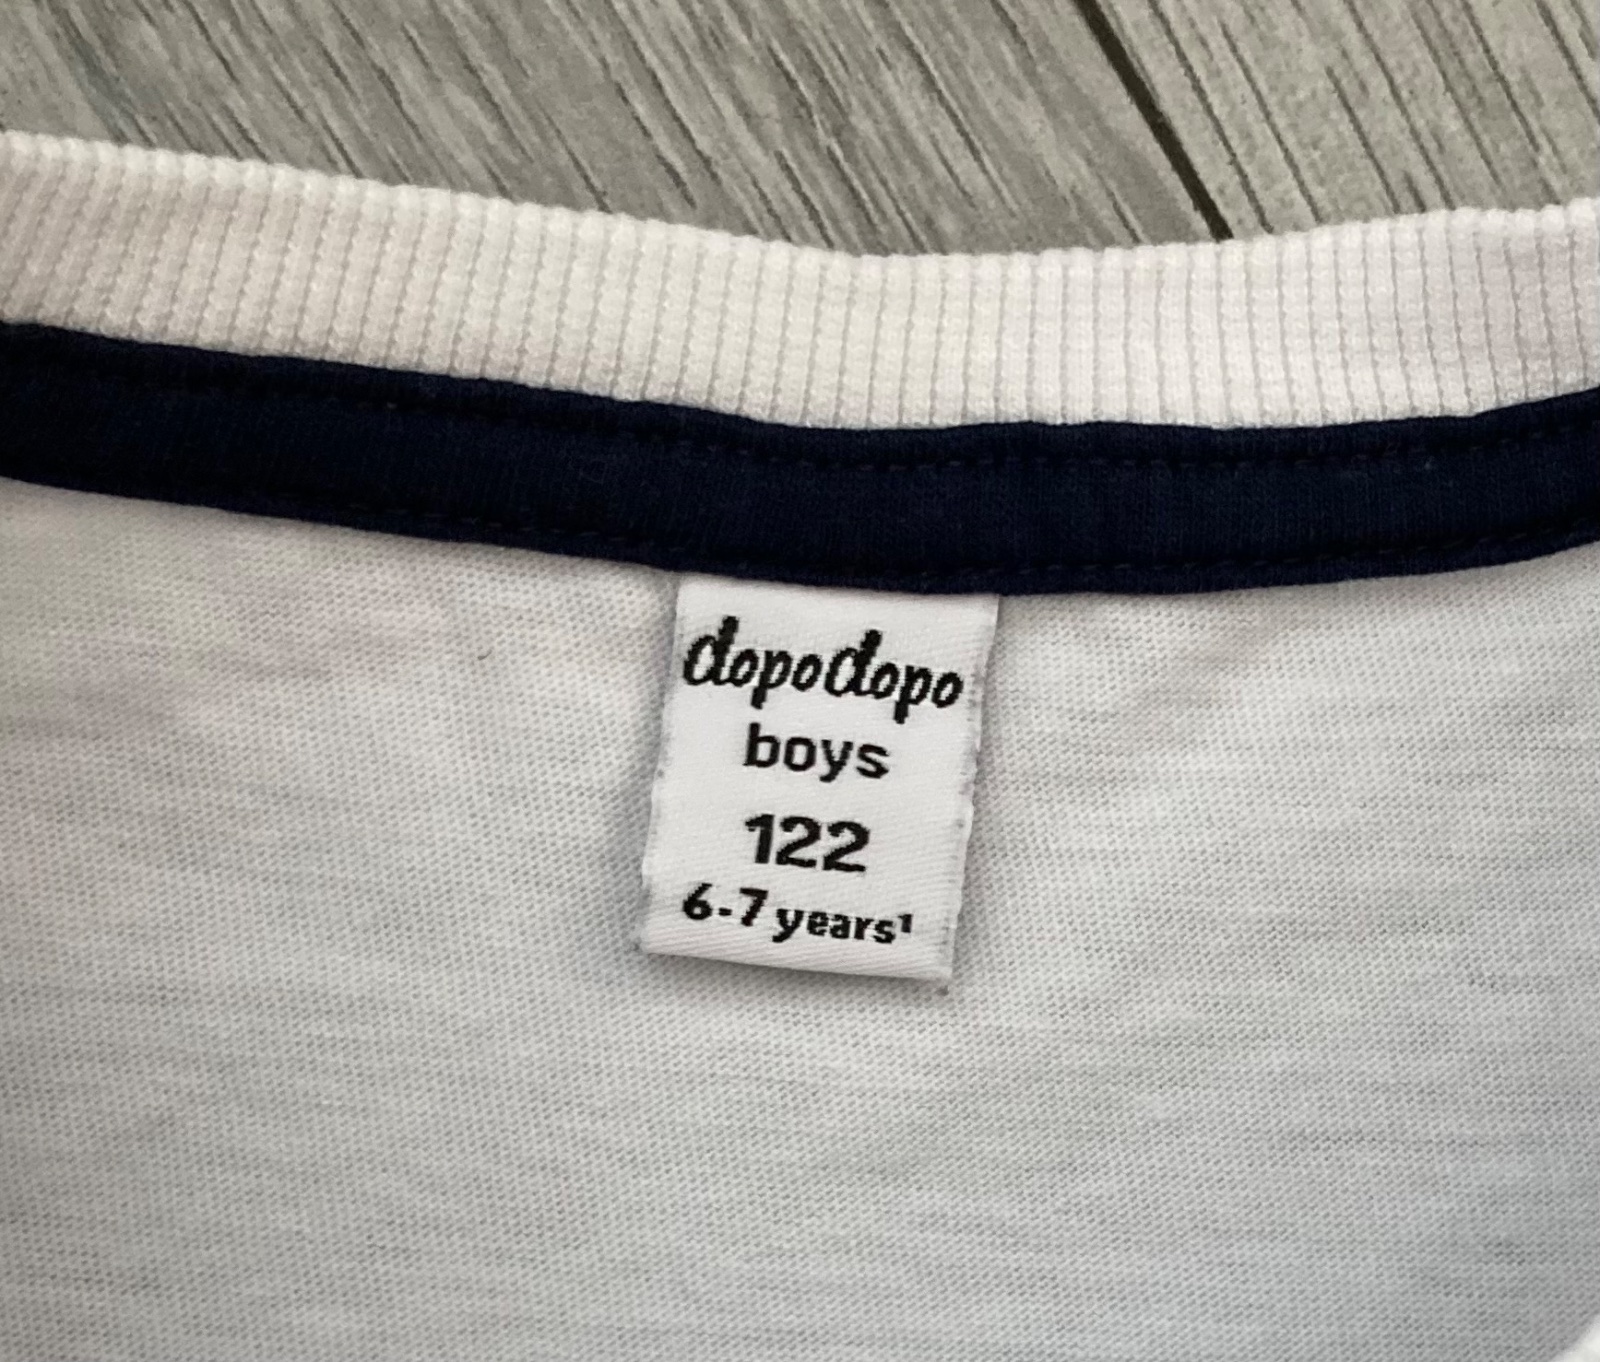 dopodopo
boys
122
6-7 years¹